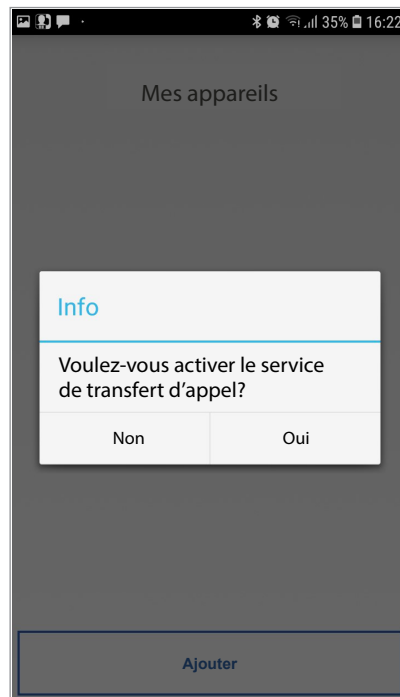 35% 16:22
Mes appareils
Info
Voulez-vous activer le service
de transfert d’appel?
Non Oui
Ajouter